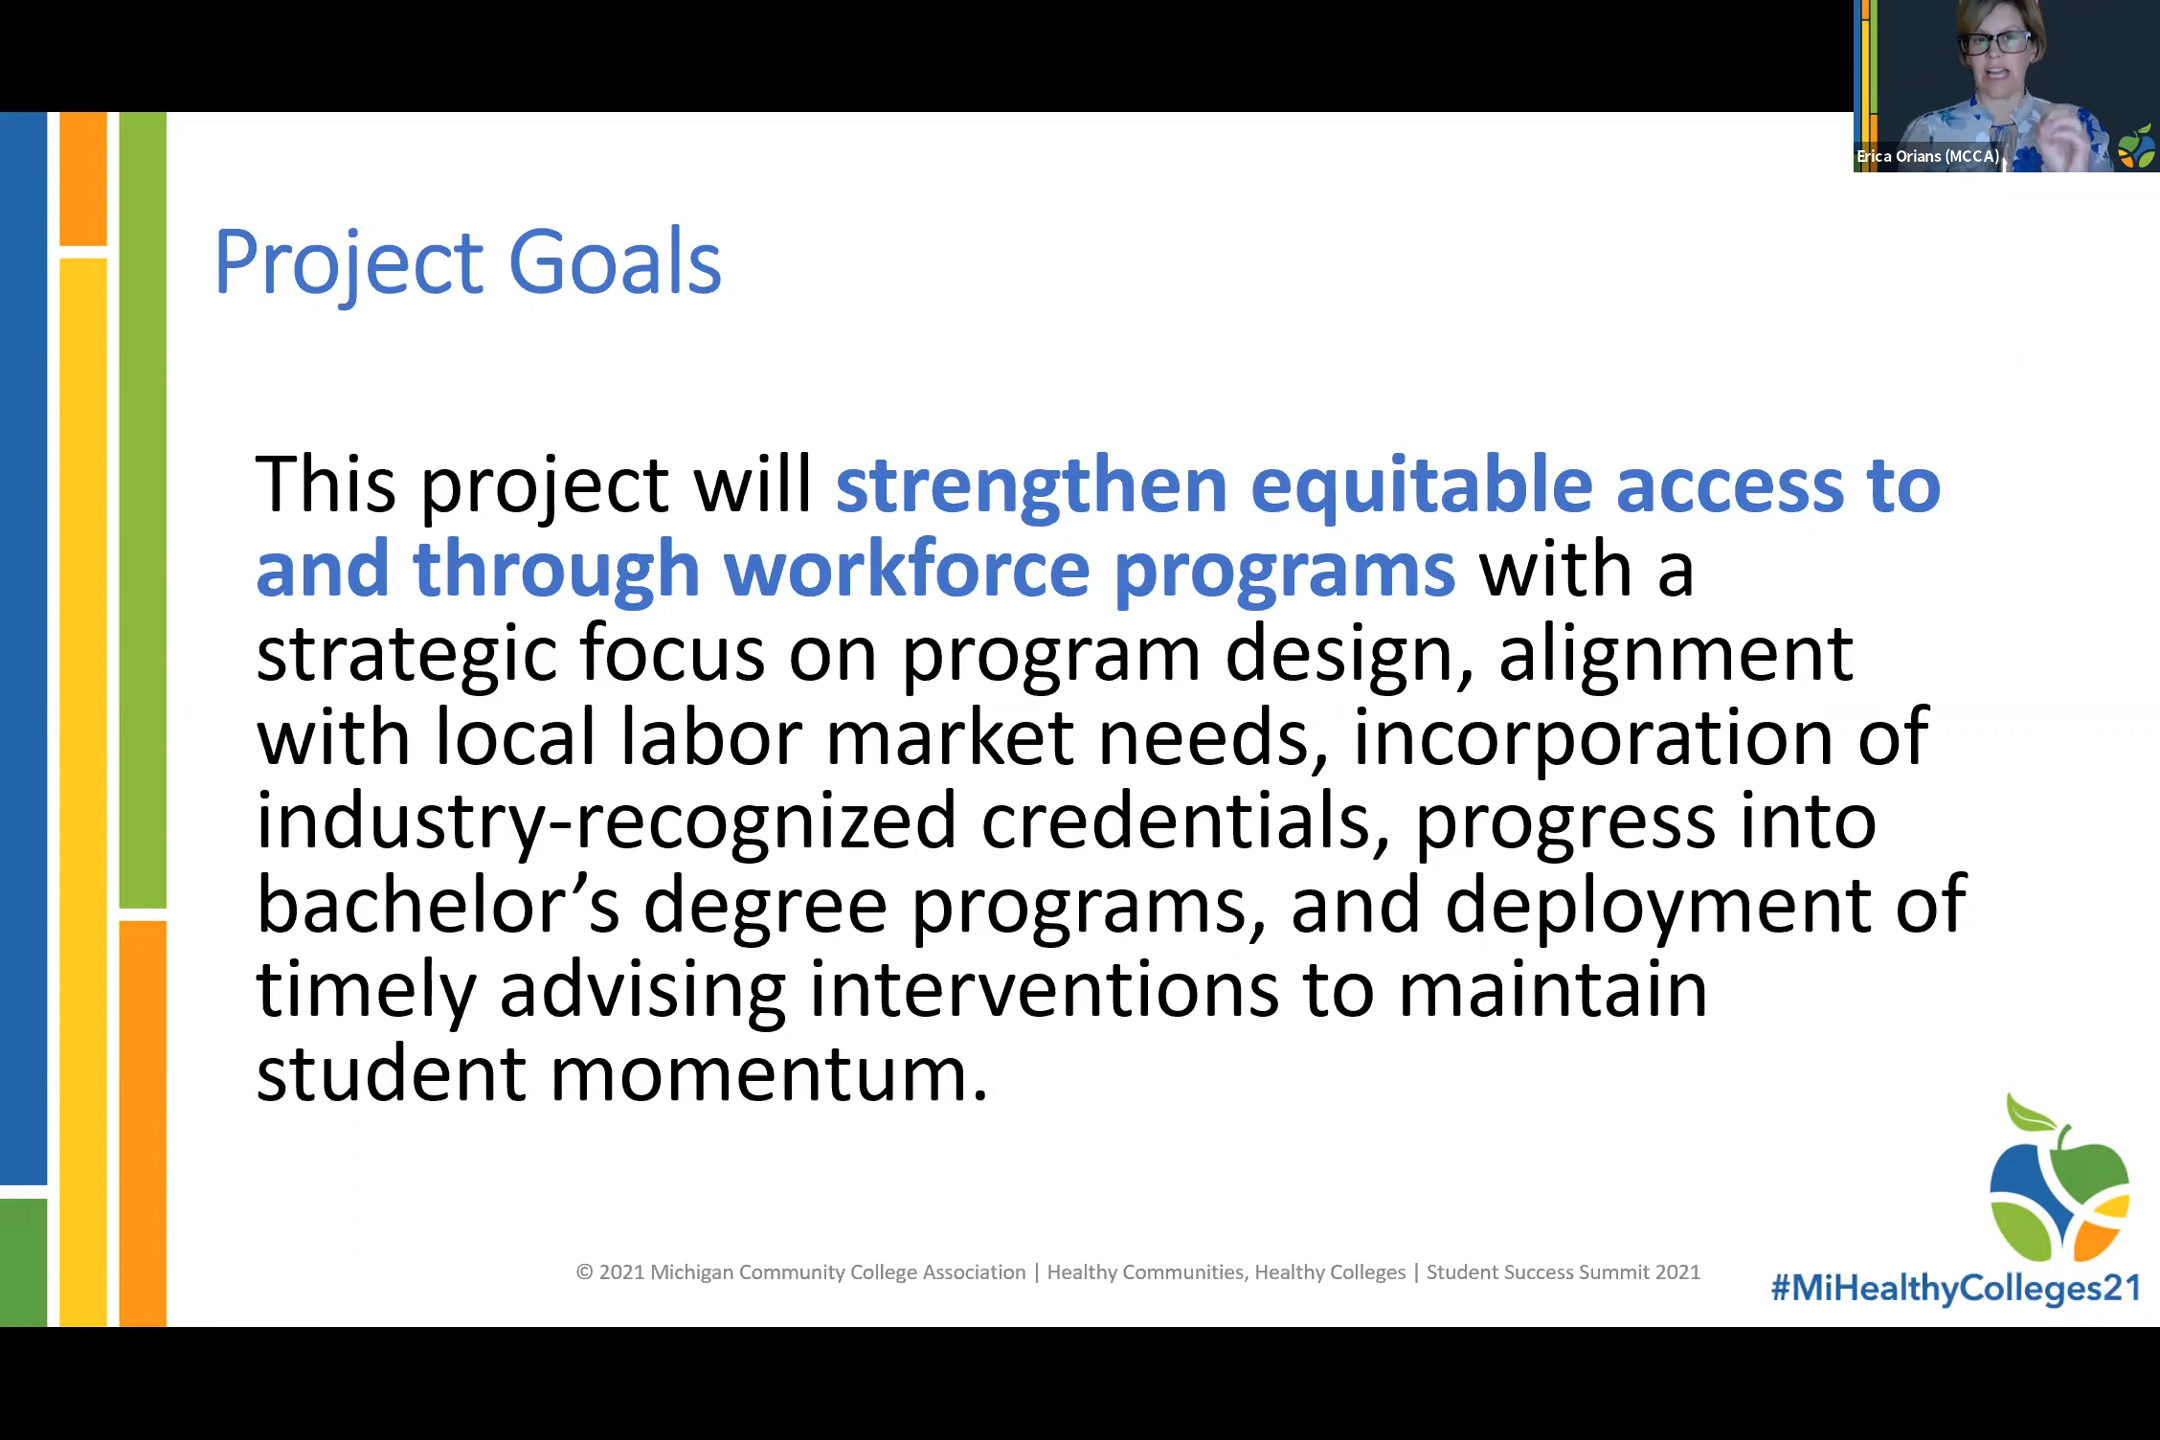 Erica Orians (MCCA)
Project Goals
This project will strengthen equitable access to
and through workforce programs with a
strategic focus on program design, alignment
with local labor market needs, incorporation of
industry-recognized credentials, progress into
bachelor’s degree programs, and deployment of
timely advising interventions to maintain
student momentum.
© 2021 Michigan Community College Association | Healthy Communities, Healthy Colleges | Student Success Summit 2021
#MiHealthyColleges21